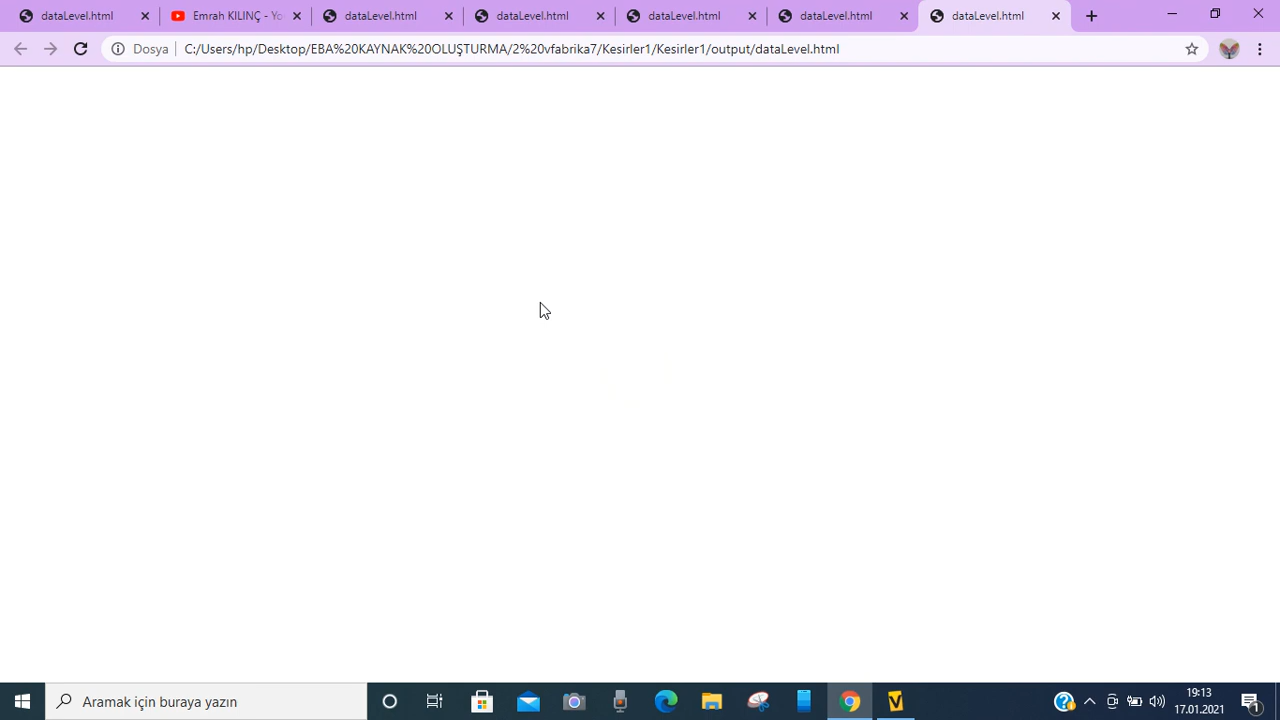 dataLevel.html
Emrah KILINÇ - Yo
dataLevel.html
dataLevel.html
dataLevel.html
dataLevel.html
dataLevel.html
Dosya
C:/Users/hp/Desktop/EBA%20KAYNAK%20OLUŞTURMA/2%20vfabrika7/Kesirler1/Kesirler1/output/dataLevel.html
Aramak için buraya yazın
19:13
17.01.2021
1